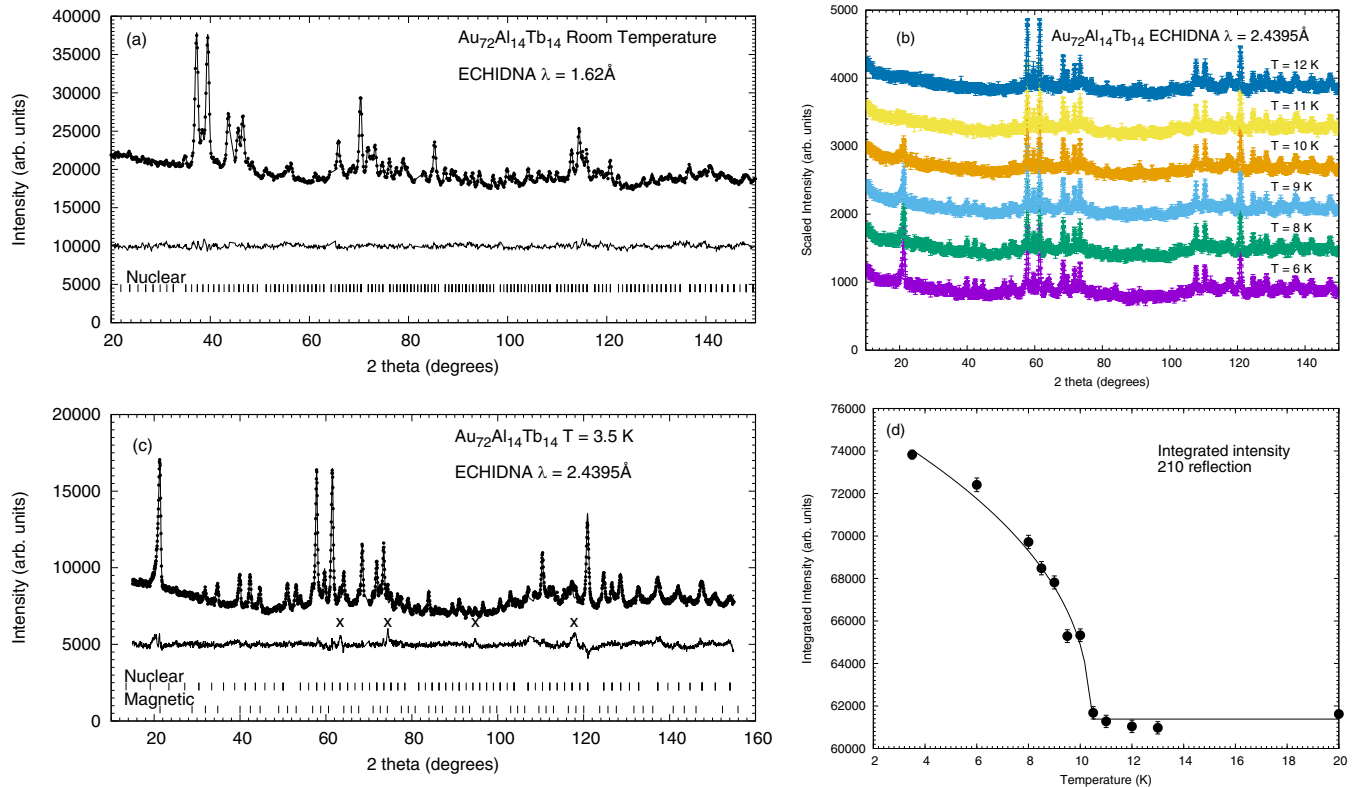 (a)
Au72Al14Tb14 Room Temperature
ECHIDNA λ = 1.62Å
40000
35000
30000
25000
20000
15000
10000
5000
0
Intensity (arb. units)
Nuclear
20 40 60 80 100 120 140
2 theta (degrees)
(b)
Au72Al14Tb14 ECHIDNA λ = 2.4395Å
5000
4000
3000
2000
1000
0
Scaled Intensity (arb. units)
T = 12 K
T = 11 K
T = 10 K
T = 9 K
T = 8 K
T = 6 K
20 40 60 80 100 120 140
2 theta (degrees)
(c)
Au72Al14Tb14 T = 3.5 K
ECHIDNA λ = 2.4395Å
20000
15000
10000
5000
0
Intensity (arb. units)
x x x x
Nuclear
Magnetic
20 40 60 80 100 120 140 160
2 theta (degrees)
(d)
Integrated intensity
210 reflection
76000
74000
72000
70000
68000
66000
64000
62000
60000
Integrated Intensity (arb. units)
2 4 6 8 10 12 14 16 18 20
Temperature (K)